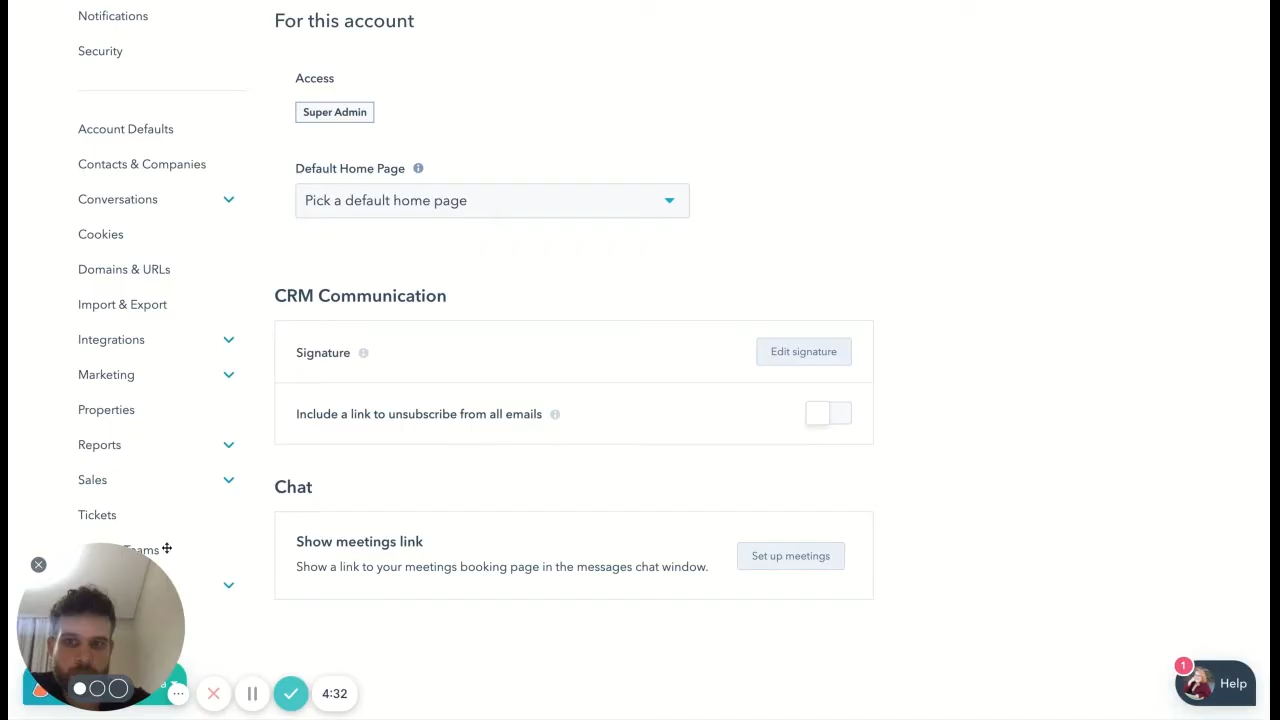 Notifications
Security
Account Defaults
Contacts & Companies
Conversations
Cookies
Domains & URLs
Import & Export
Integrations
Marketing
Properties
Reports
Sales
Tickets
Teams
For this account
Access
Super Admin
Default Home Page
Pick a default home page
CRM Communication
Signature
Edit signature
Include a link to unsubscribe from all emails
Chat
Show meetings link
Show a link to your meetings booking page in the messages chat window.
Set up meetings
4:32
1
Help